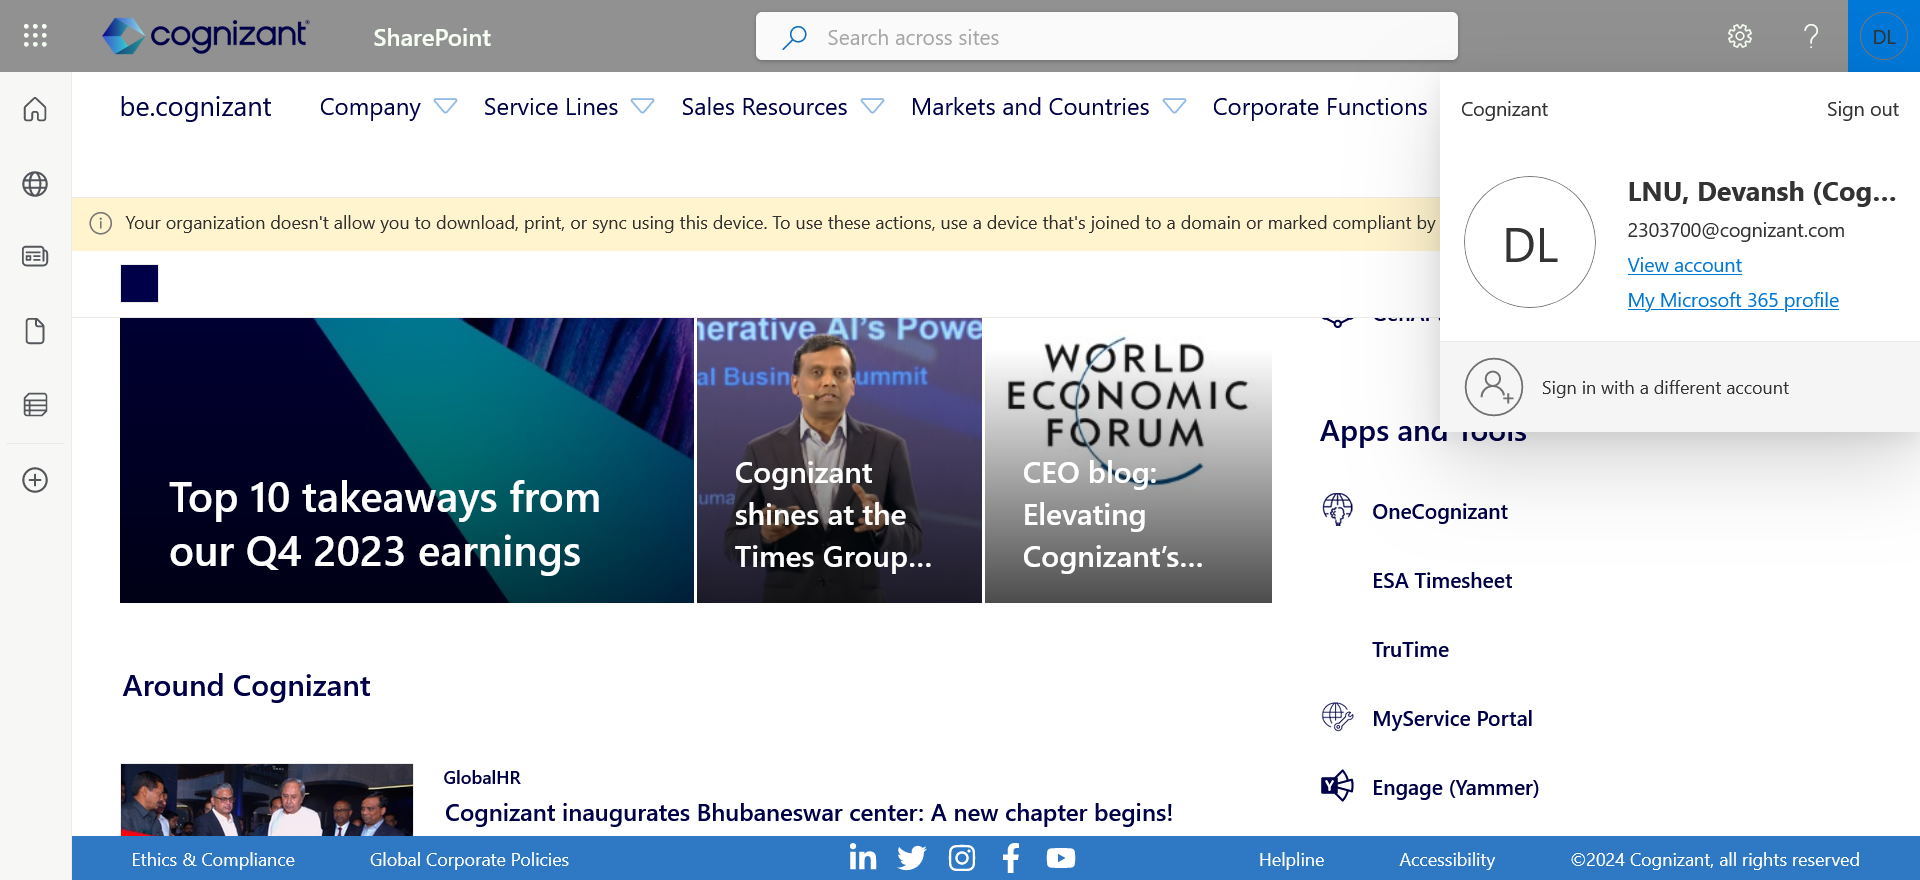 cognizant
SharePoint
Search across sites
DL
be.cognizant
Company
Service Lines
Sales Resources
Markets and Countries
Corporate Functions
Cognizant
Sign out
DL
LNU, Devansh (Cog...
2303700@cognizant.com
View account
My Microsoft 365 profile
Sign in with a different account
Your organization doesn't allow you to download, print, or sync using this device. To use these actions, use a device that's joined to a domain or marked compliant by
Top 10 takeaways from
our Q4 2023 earnings
nerative AI's Powe
al Busin
ummit
Cognizant
shines at the
Times Group...
WORLD
ECONOMIC
FORUM
CEO blog:
Elevating
Cognizant’s...
Apps and Tools
OneCognizant
ESA Timesheet
TruTime
MyService Portal
Engage (Yammer)
Around Cognizant
GlobalHR
Cognizant inaugurates Bhubaneswar center: A new chapter begins!
Ethics & Compliance
Global Corporate Policies
Helpline
Accessibility
©2024 Cognizant, all rights reserved